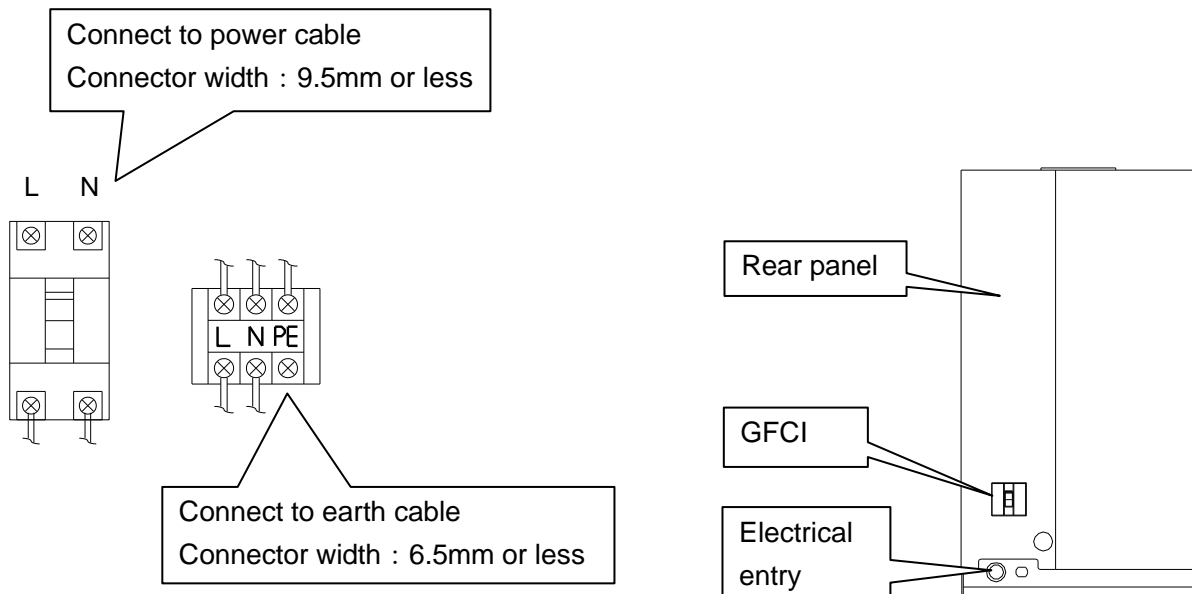 Connect to power cable
Connector width：9.5mm or less
L N
L N PE
Connect to earth cable
Connector width：6.5mm or less
Rear panel
GFCI
Electrical
entry